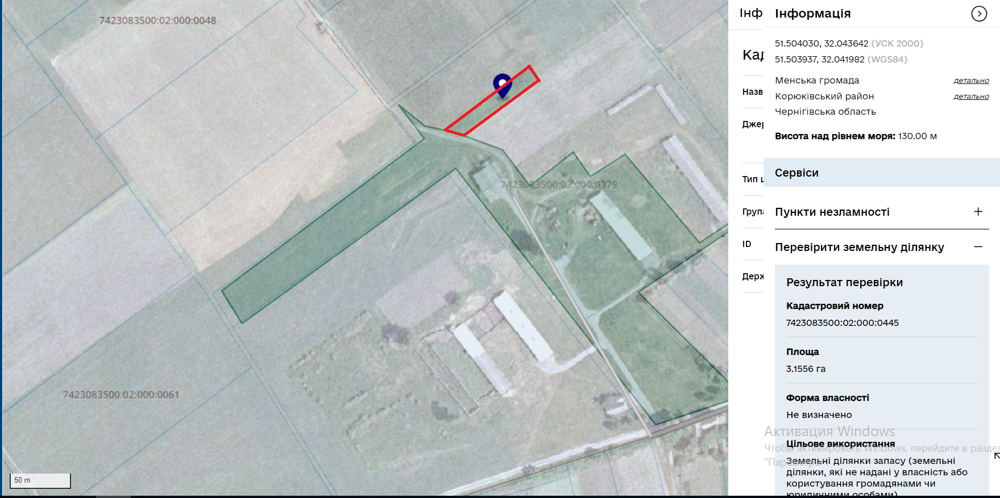 7423083500:02:000:0048
7423083500:02:000:0379
7423083500:02:000:0061
50 m
Інф
Кад
Назв
Джер
Тип ц
Група
ID
Держ
Інформація
51.504030, 32.043642 (УСК 2000)
51.503937, 32.041982 (WGS84)
Менська громада детально
Корюківський район детально
Чернігівська область
Висота над рівнем моря: 130.00 м
Сервіси
Пункти незламності
Перевірити земельну ділянку
Результат перевірки
Кадастровий номер
7423083500:02:000:0445
Площа
3.1556 га
Форма власності
Не визначено
Активация Windows
Цільове використання
Чтобы активировать Windows, перейдите в раздел
"Параметры".
Земельні ділянки запасу (земельні
ділянки, які не надані у власність або
користування громадянами чи
юридичними особами)